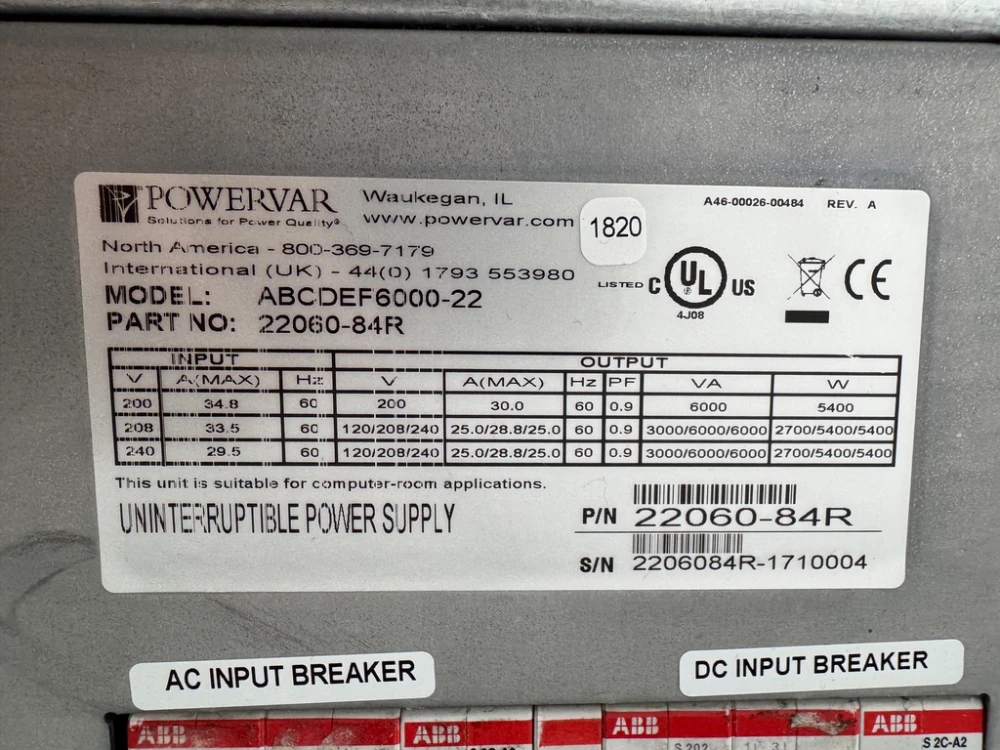 POWERVAR Waukegan, IL
Solutions for Power Quality® www.powervar.com
1820
A46-00026-00484 REV. A
North America - 800-369-7179
International (UK) - 44(0) 1793 553980
LISTED C UL US
4J08
CE
MODEL: ABCDEF6000-22
PART NO: 22060-84R
INPUT OUTPUT
V A(MAX) Hz V A(MAX) Hz PF VA W
200 34.8 60 200 30.0 60 0.9 6000 5400
208 33.5 60 120/208/240 25.0/28.8/25.0 60 0.9 3000/6000/6000 2700/5400/5400
240 29.5 60 120/208/240 25.0/28.8/25.0 60 0.9 3000/6000/6000 2700/5400/5400
This unit is suitable for computer-room applications.
UNINTERRUPTIBLE POWER SUPPLY
P/N 22060-84R
S/N 2206084R-1710004
AC INPUT BREAKER
DC INPUT BREAKER
ABB ABB ABB ABB
S 202
S 2C-A2